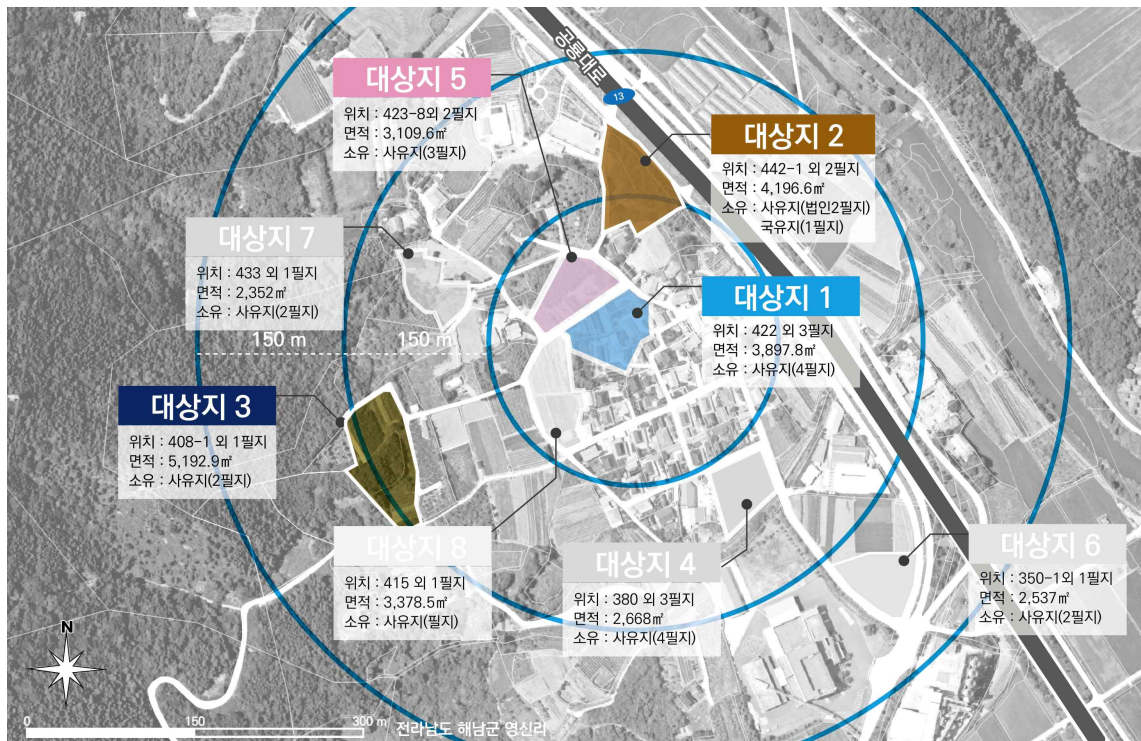 공룡대로
13
대상지 5
위치 : 423-8외 2필지
면적 : 3,109.6㎡
소유 : 사유지(3필지)
대상지 2
위치 : 442-1 외 2필지
면적 : 4,196.6㎡
소유 : 사유지(법인2필지)
국유지(1필지)
대상지 7
위치 : 433 외 1필지
면적 : 2,352㎡
소유 : 사유지(2필지)
대상지 1
위치 : 422 외 3필지
면적 : 3,897.8㎡
소유 : 사유지(4필지)
150 m
150 m
대상지 3
위치 : 408-1 외 1필지
면적 : 5,192.9㎡
소유 : 사유지(2필지)
대상지 8
위치 : 415 외 1필지
면적 : 3,378.5㎡
소유 : 사유지(필지)
대상지 4
위치 : 380 외 3필지
면적 : 2,668㎡
소유 : 사유지(4필지)
대상지 6
위치 : 350-1외 1필지
면적 : 2,537㎡
소유 : 사유지(2필지)
N
0 150 300 m
전라남도 해남군 영신리